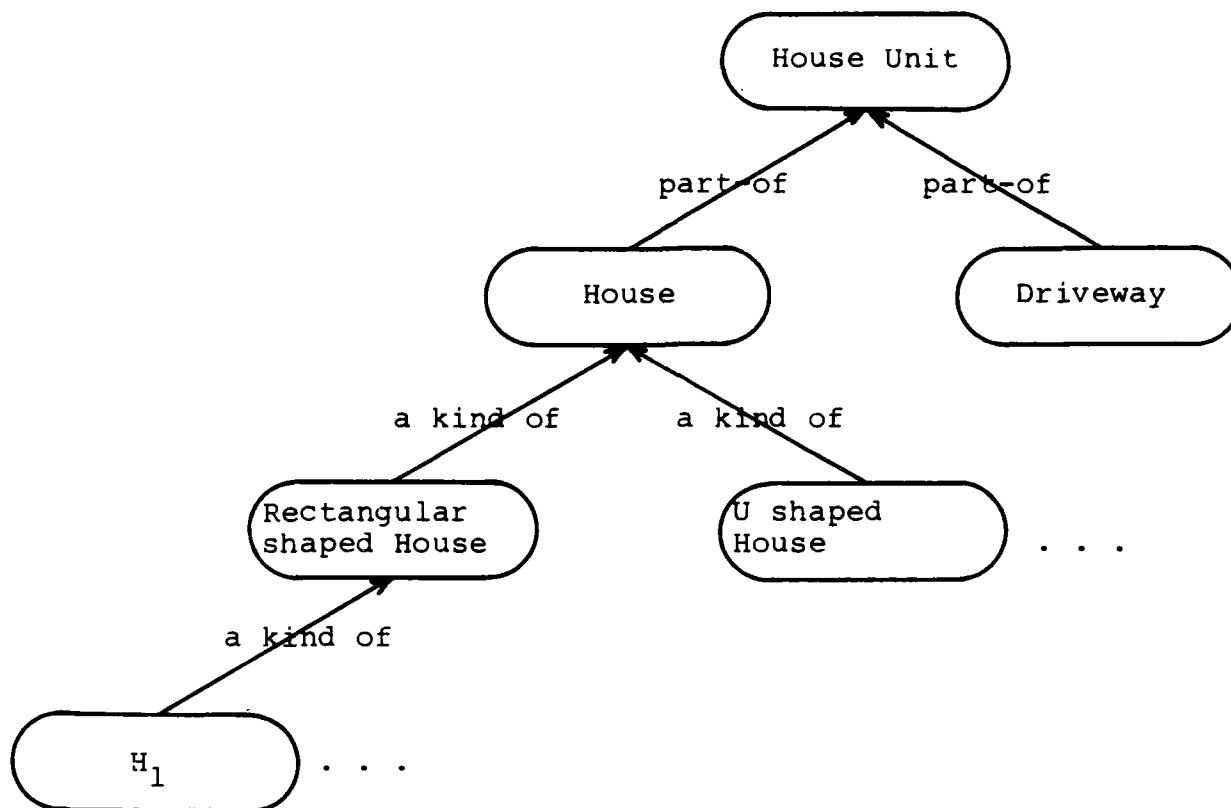 House Unit
part-of part-of
House Driveway
a kind of a kind of
Rectangular
shaped House
U shaped
House
. . .
a kind of
H₁ . . .